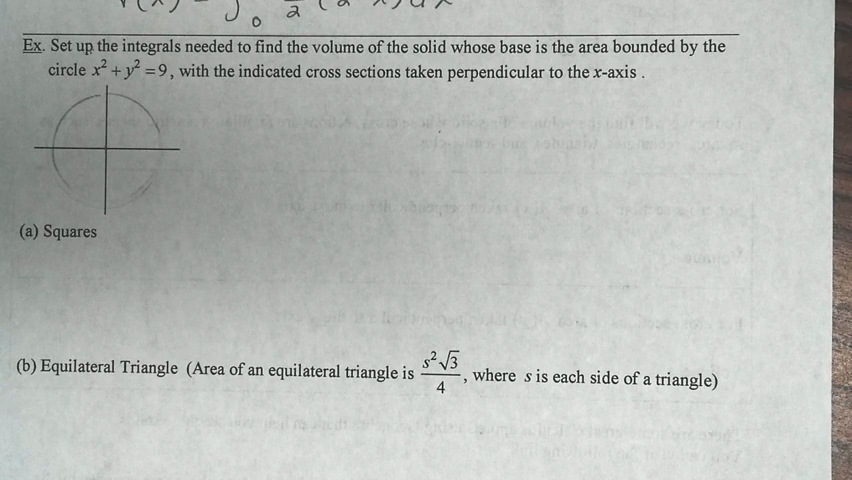 Ex. Set up the integrals needed to find the volume of the solid whose base is the area bounded by the
circle x² + y² = 9, with the indicated cross sections taken perpendicular to the x-axis .
(a) Squares
(b) Equilateral Triangle (Area of an equilateral triangle is s²√3/4, where s is each side of a triangle)